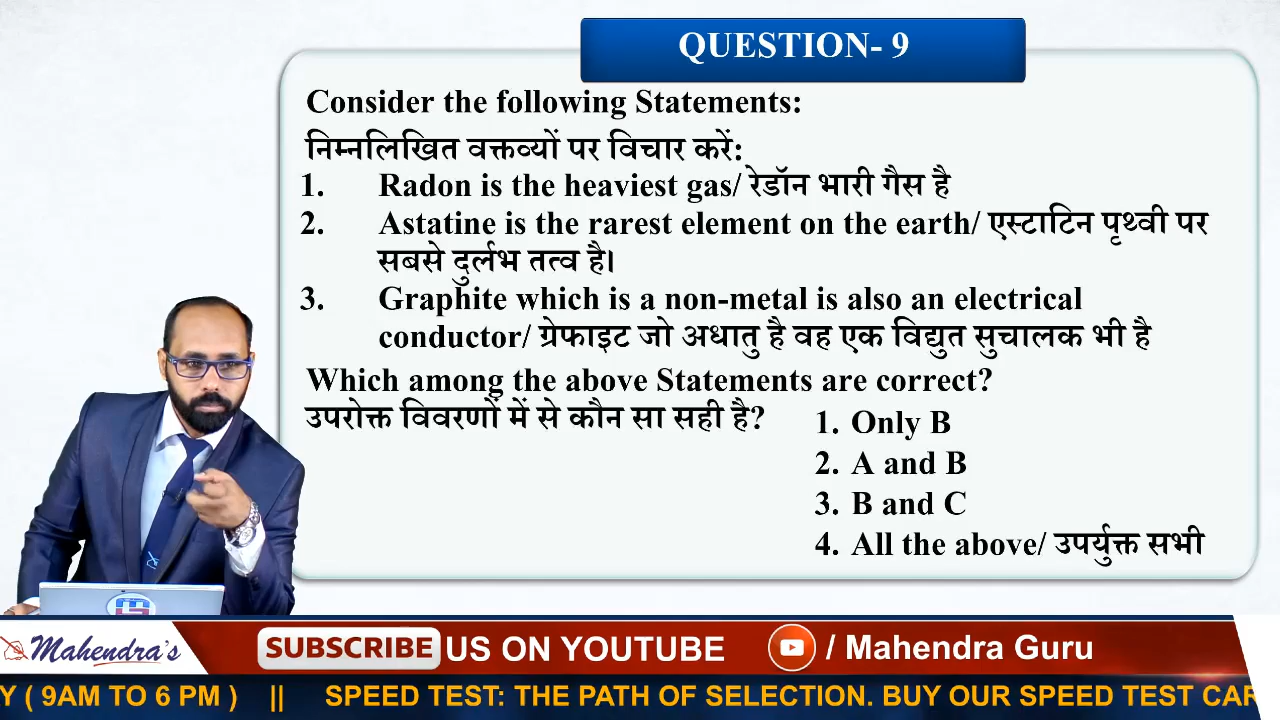 QUESTION- 9
Consider the following Statements:
निम्नलिखित वक्तव्यों पर विचार करें:
1. Radon is the heaviest gas/ रेडॉन भारी गैस है
2. Astatine is the rarest element on the earth/ एस्टाटिन पृथ्वी पर
सबसे दुर्लभ तत्व है।
3. Graphite which is a non-metal is also an electrical
conductor/ ग्रेफाइट जो अधातु है वह एक विद्युत सुचालक भी है
Which among the above Statements are correct?
उपरोक्त विवरणों में से कौन सा सही है?
1. Only B
2. A and B
3. B and C
4. All the above/ उपर्युक्त सभी
Mahendra's
SUBSCRIBE US ON YOUTUBE / Mahendra Guru
Y ( 9AM TO 6 PM ) || SPEED TEST: THE PATH OF SELECTION. BUY OUR SPEED TEST CAR